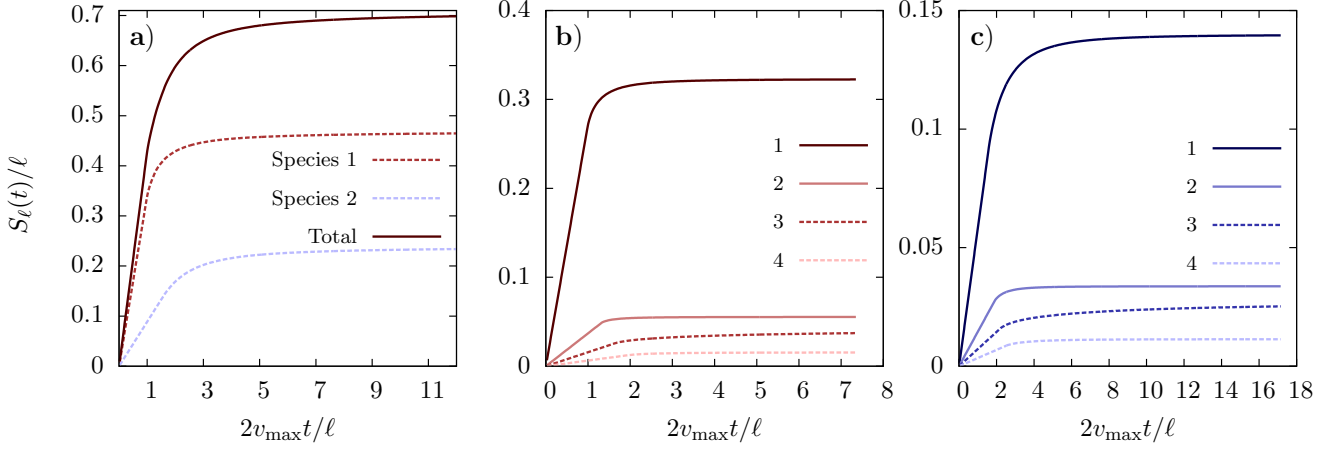 a)
S_ℓ(t)/ℓ
0.7
0.6
0.5
0.4
0.3
0.2
0.1
0
1 3 5 7 9 11
2v_max t/ℓ
Species 1
Species 2
Total
b)
0.4
0.3
0.2
0.1
0
0 1 2 3 4 5 6 7 8
2v_max t/ℓ
1
2
3
4
c)
0.15
0.1
0.05
0
0 2 4 6 8 10 12 14 16 18
2v_max t/ℓ
1
2
3
4